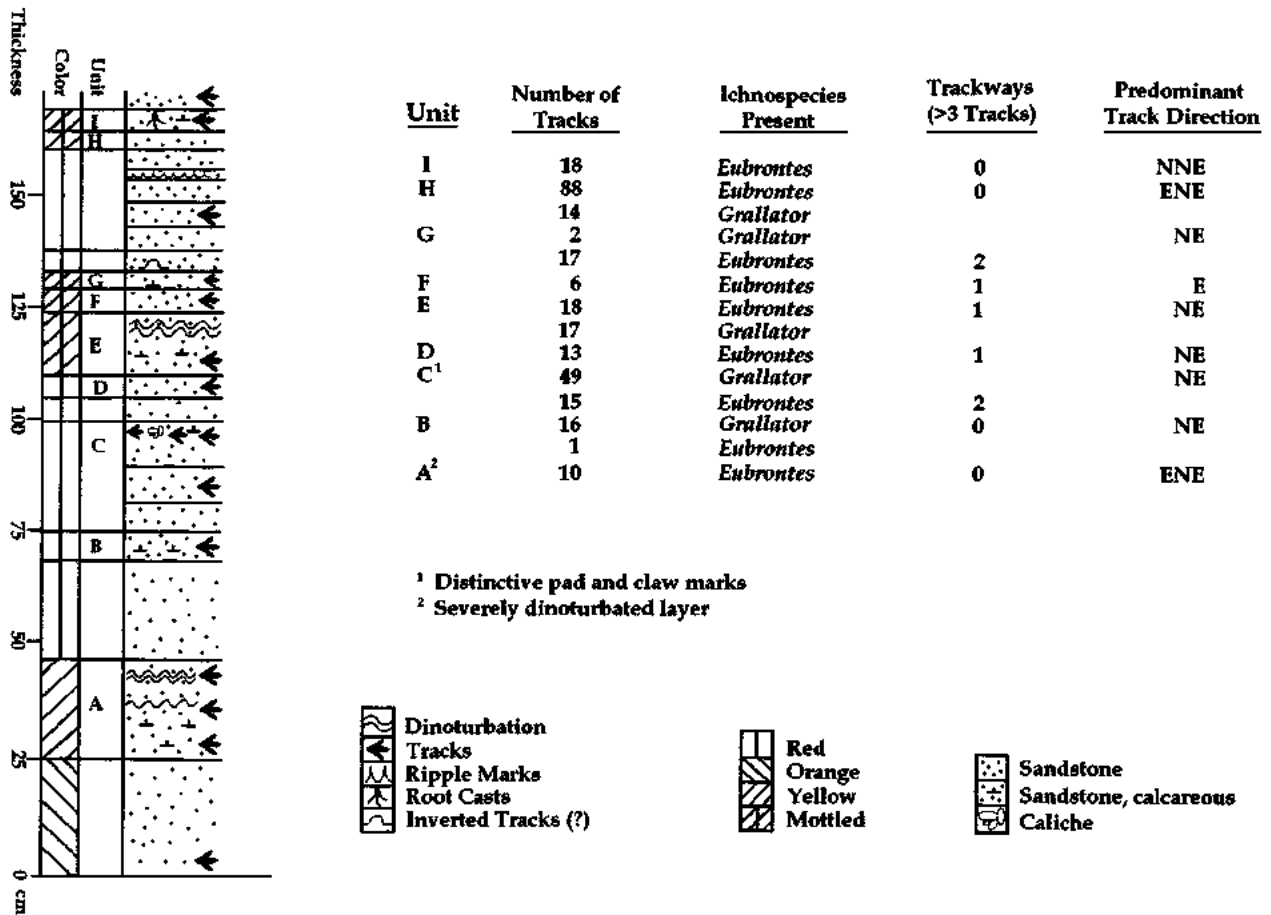 Thickness
Color
Unit
I
H
G
F
E
D
C
B
A
150
125
100
75
50
25
0 cm
Unit Number of Tracks Ichnospecies Present Trackways (>3 Tracks) Predominant Track Direction
I 18 Eubrontes 0 NNE
H 88 Eubrontes 0 ENE
14 Grallator
G 2 Grallator NE
17 Eubrontes 2
F 6 Eubrontes 1 E
E 18 Eubrontes 1 NE
17 Grallator
D 13 Eubrontes 1 NE
C¹ 49 Grallator NE
15 Eubrontes 2
B 16 Grallator 0 NE
1 Eubrontes
A² 10 Eubrontes 0 ENE
¹ Distinctive pad and claw marks
² Severely dinoturbated layer
Dinoturbation
Tracks
Ripple Marks
Root Casts
Inverted Tracks (?)
Red
Orange
Yellow
Mottled
Sandstone
Sandstone, calcareous
Caliche